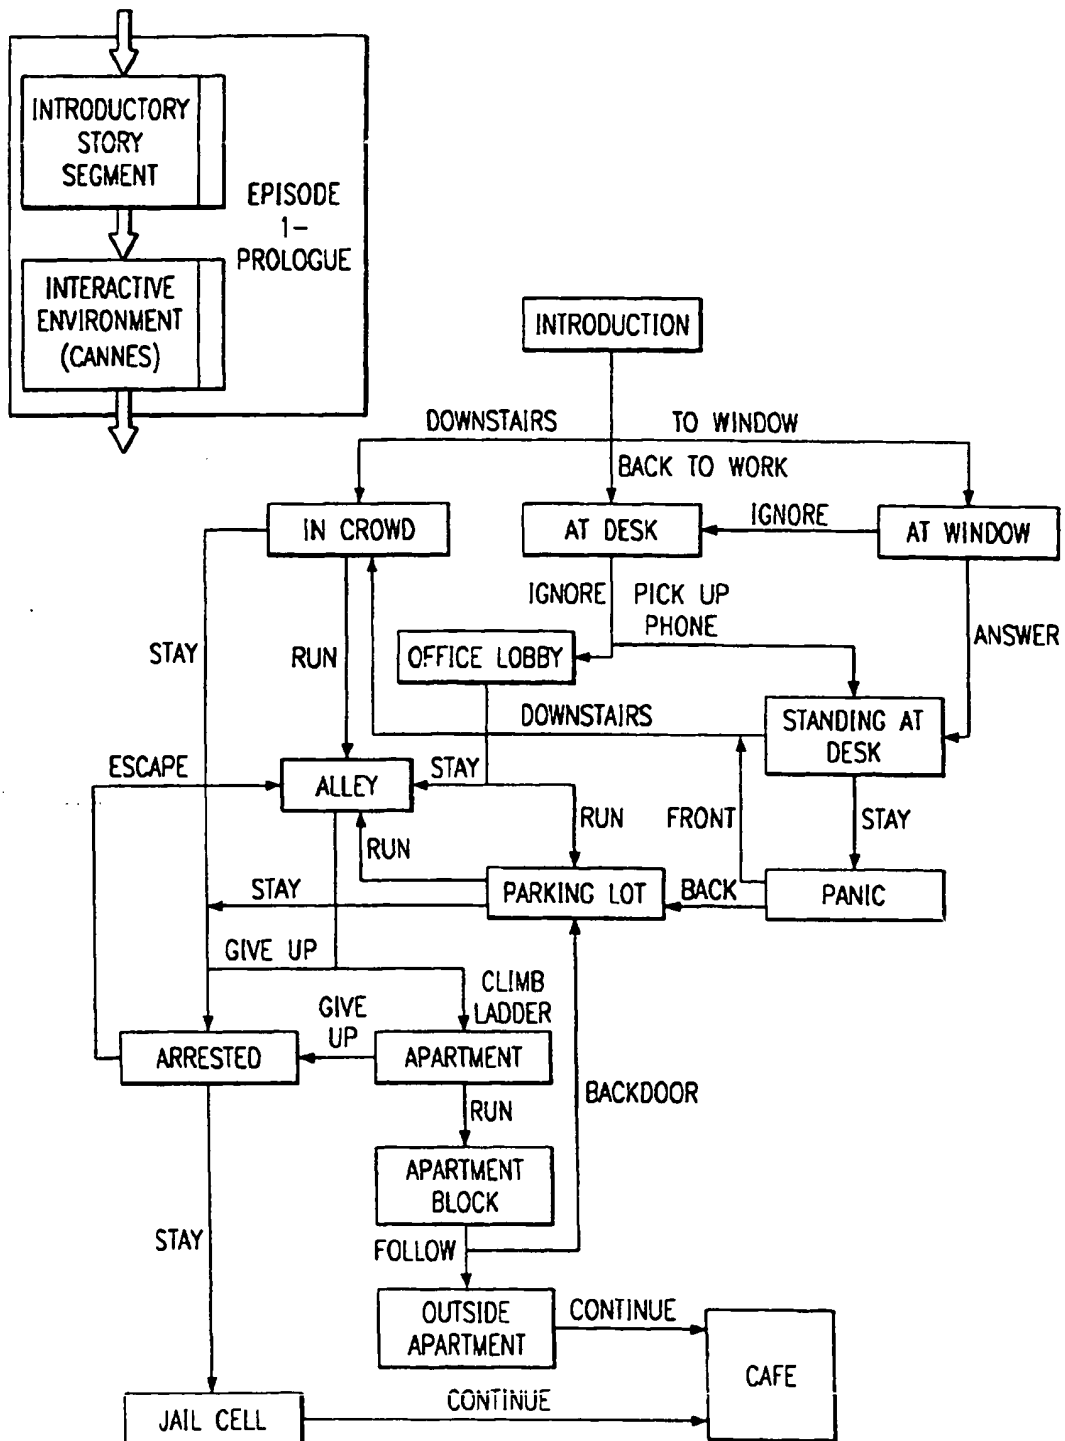 INTRODUCTORY
STORY
SEGMENT
EPISODE
1-
PROLOGUE
INTERACTIVE
ENVIRONMENT
(CANNES)
INTRODUCTION
DOWNSTAIRS
TO WINDOW
BACK TO WORK
IN CROWD
AT DESK
IGNORE
AT WINDOW
IGNORE
PICK UP
PHONE
ANSWER
STAY
RUN
OFFICE LOBBY
DOWNSTAIRS
STANDING AT
DESK
ESCAPE
ALLEY
STAY
RUN
FRONT
STAY
RUN
STAY
PARKING LOT
BACK
PANIC
GIVE UP
CLIMB
LADDER
GIVE
UP
ARRESTED
APARTMENT
BACKDOOR
RUN
APARTMENT
BLOCK
STAY
FOLLOW
OUTSIDE
APARTMENT
CONTINUE
CAFE
JAIL CELL
CONTINUE